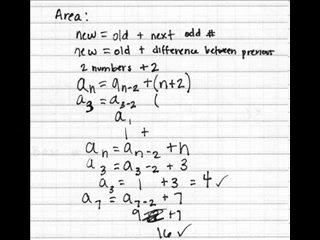 Area:
new = old + next odd #
new = old + difference between previous
2 numbers + 2
aₙ = aₙ₋₂ + (n+2)
a₃ = a₃₋₂ (
a₁
1 +
aₙ = aₙ₋₂ + n
a₃ = a₃₋₂ + 3
a₃ = 1 + 3 = 4 ✓
a₇ = a₇₋₂ + 7
9 + 7
16 ✓